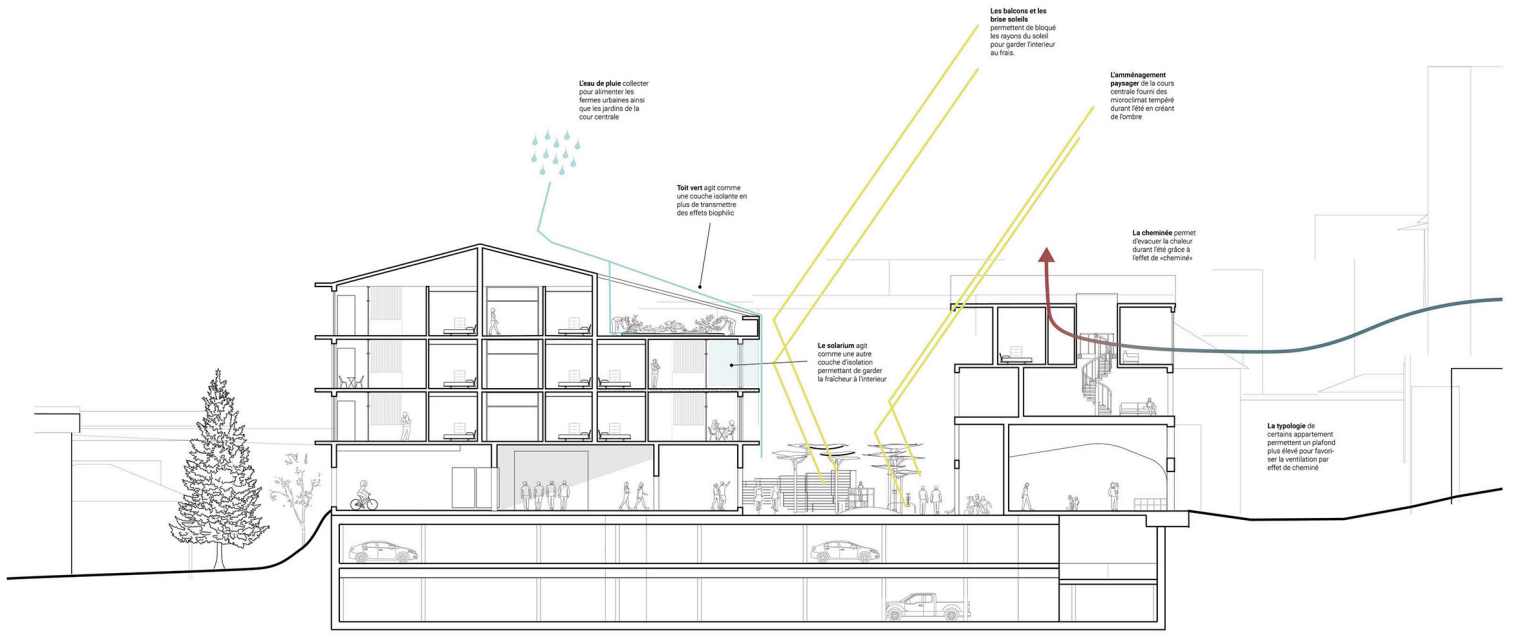 Les balcons et les
brise soleils
permettent de bloqué
les rayons du soleil
pour garder l'interieur
au frais.
L'eau de pluie collecter
pour alimenter les
fermes urbaines ainsi
que les jardins de la
cour centrale
L'amménagement
paysager de la cours
centrale fourni des
microclimat tempéré
durant l'été en créant
de l'ombre
Toit vert agit comme
une couche isolante en
plus de transmettre
des effets biophilic
La cheminée permet
d'evacuer la chaleur
durant l'été grâce à
l'effet de «cheminé»
Le solarium agit
comme une autre
couche d'isolation
permettant de garder
la fraîcheur à l'interieur
La typologie de
certains appartement
permettent un plafond
plus élevé pour favori-
ser la ventilation par
effet de cheminé